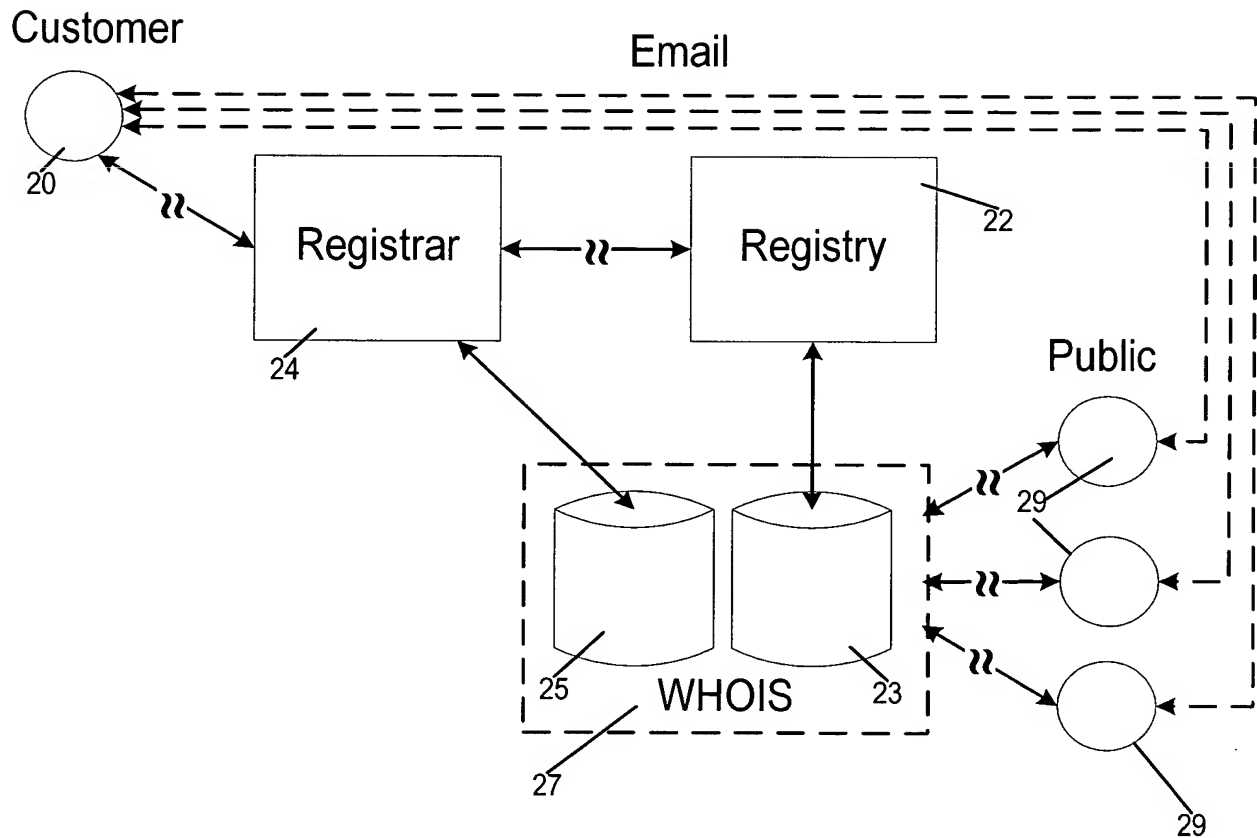 Customer
Email
20
Registrar
Registry
22
24
Public
29
25
WHOIS
23
27
29